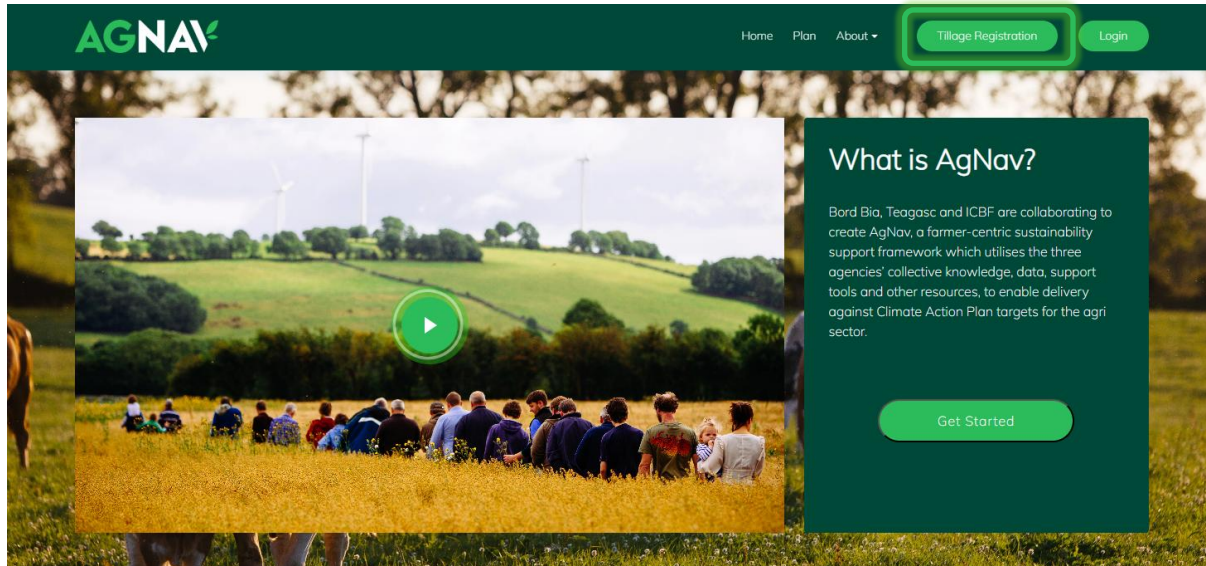 AGNAV
Home Plan About Tillage Registration Login
What is AgNav?
Bord Bia, Teagasc and ICBF are collaborating to
create AgNav, a farmer-centric sustainability
support framework which utilises the three
agencies' collective knowledge, data, support
tools and other resources, to enable delivery
against Climate Action Plan targets for the agri
sector.
Get Started